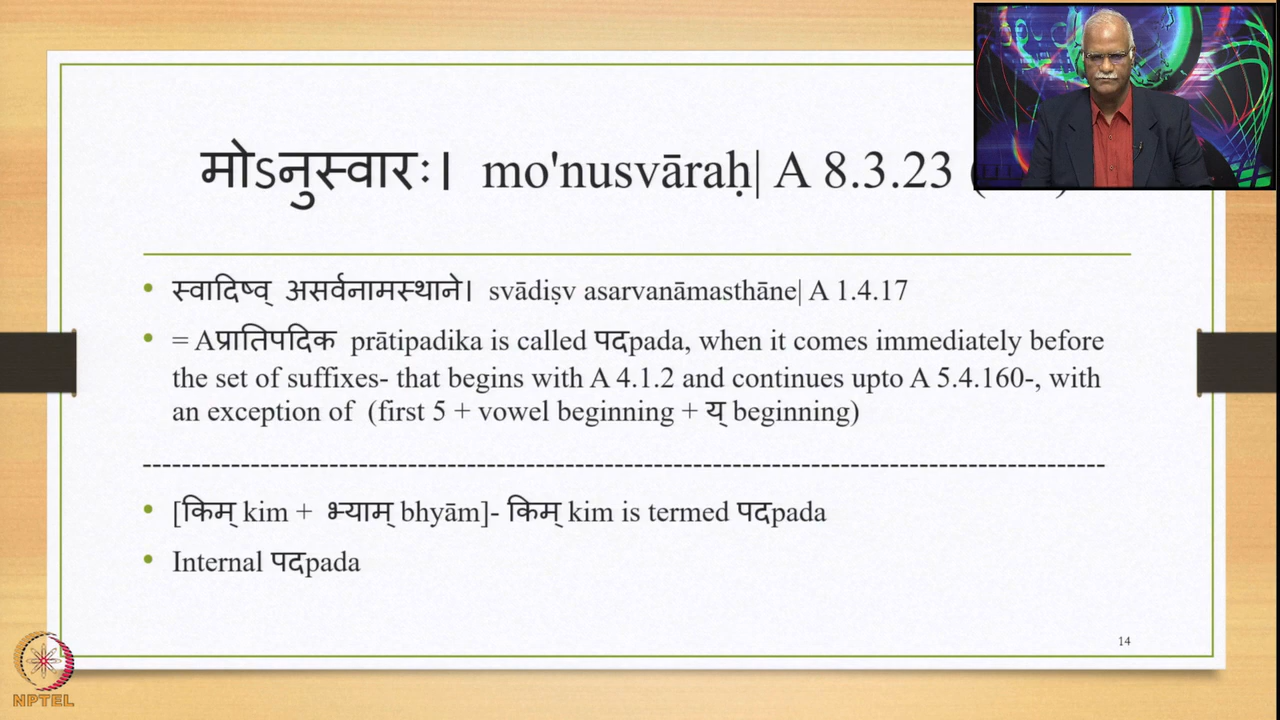 मोऽनुस्वारः। mo'nusvāraḥ| A 8.3.23
• स्वादिष्व् असर्वनामस्थाने। svādiṣv asarvanāmasthāne| A 1.4.17
• = Aप्रातिपदिक prātipadika is called पदpada, when it comes immediately before
the set of suffixes- that begins with A 4.1.2 and continues upto A 5.4.160-, with
an exception of (first 5 + vowel beginning + य् beginning)
--------------------------------------------------------------------------------------------
• [किम् kim + भ्याम् bhyām]- किम् kim is termed पदpada
• Internal पदpada
14
NPTEL